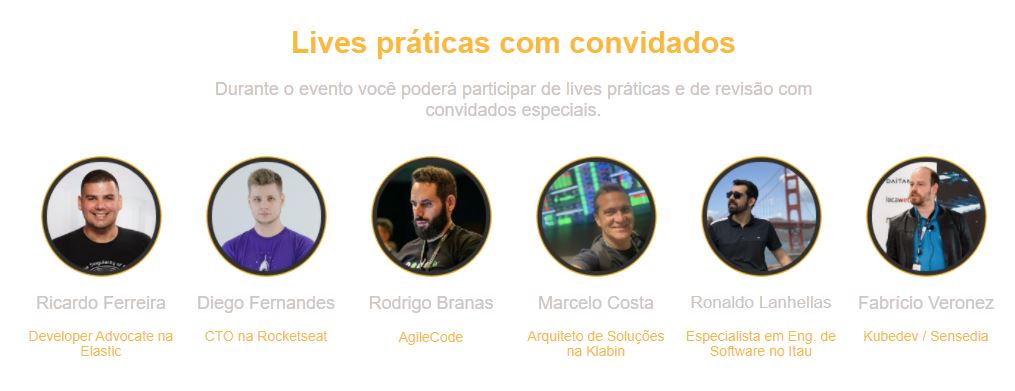 Lives práticas com convidados
Durante o evento você poderá participar de lives práticas e de revisão com
convidados especiais.
DAITAN
locaweb
Ricardo Ferreira
Diego Fernandes
Rodrigo Branas
Marcelo Costa
Ronaldo Lanhellas
Fabrício Veronez
Developer Advocate na
Elastic
CTO na Rocketseat
AgileCode
Arquiteto de Soluções
na Klabin
Especialista em Eng. de
Software no Itau
Kubedev / Sensedia